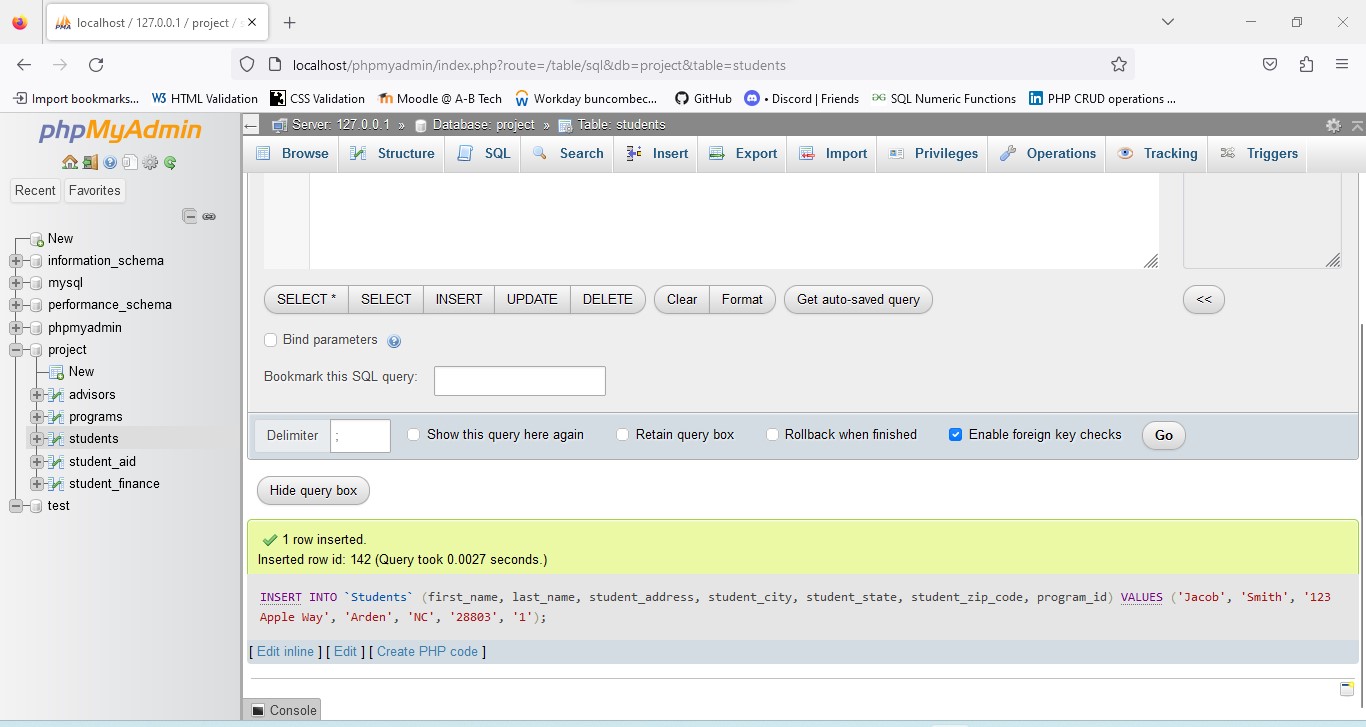 localhost / 127.0.0.1 / project / s
localhost/phpmyadmin/index.php?route=/table/sql&db=project&table=students
Import bookmarks... W3 HTML Validation CSS Validation Moodle @ A-B Tech Workday buncombec... GitHub • Discord | Friends SQL Numeric Functions PHP CRUD operations ...
phpMyAdmin
Recent Favorites
New
information_schema
mysql
performance_schema
phpmyadmin
project
New
advisors
programs
students
student_aid
student_finance
test
Server: 127.0.0.1 » Database: project » Table: students
Browse Structure SQL Search Insert Export Import Privileges Operations Tracking Triggers
SELECT * SELECT INSERT UPDATE DELETE Clear Format Get auto-saved query <<
Bind parameters
Bookmark this SQL query:
Delimiter ; Show this query here again Retain query box Rollback when finished Enable foreign key checks Go
Hide query box
1 row inserted.
Inserted row id: 142 (Query took 0.0027 seconds.)
INSERT INTO `Students` (first_name, last_name, student_address, student_city, student_state, student_zip_code, program_id) VALUES ('Jacob', 'Smith', '123
Apple Way', 'Arden', 'NC', '28803', '1');
[ Edit inline ] [ Edit ] [ Create PHP code ]
Console